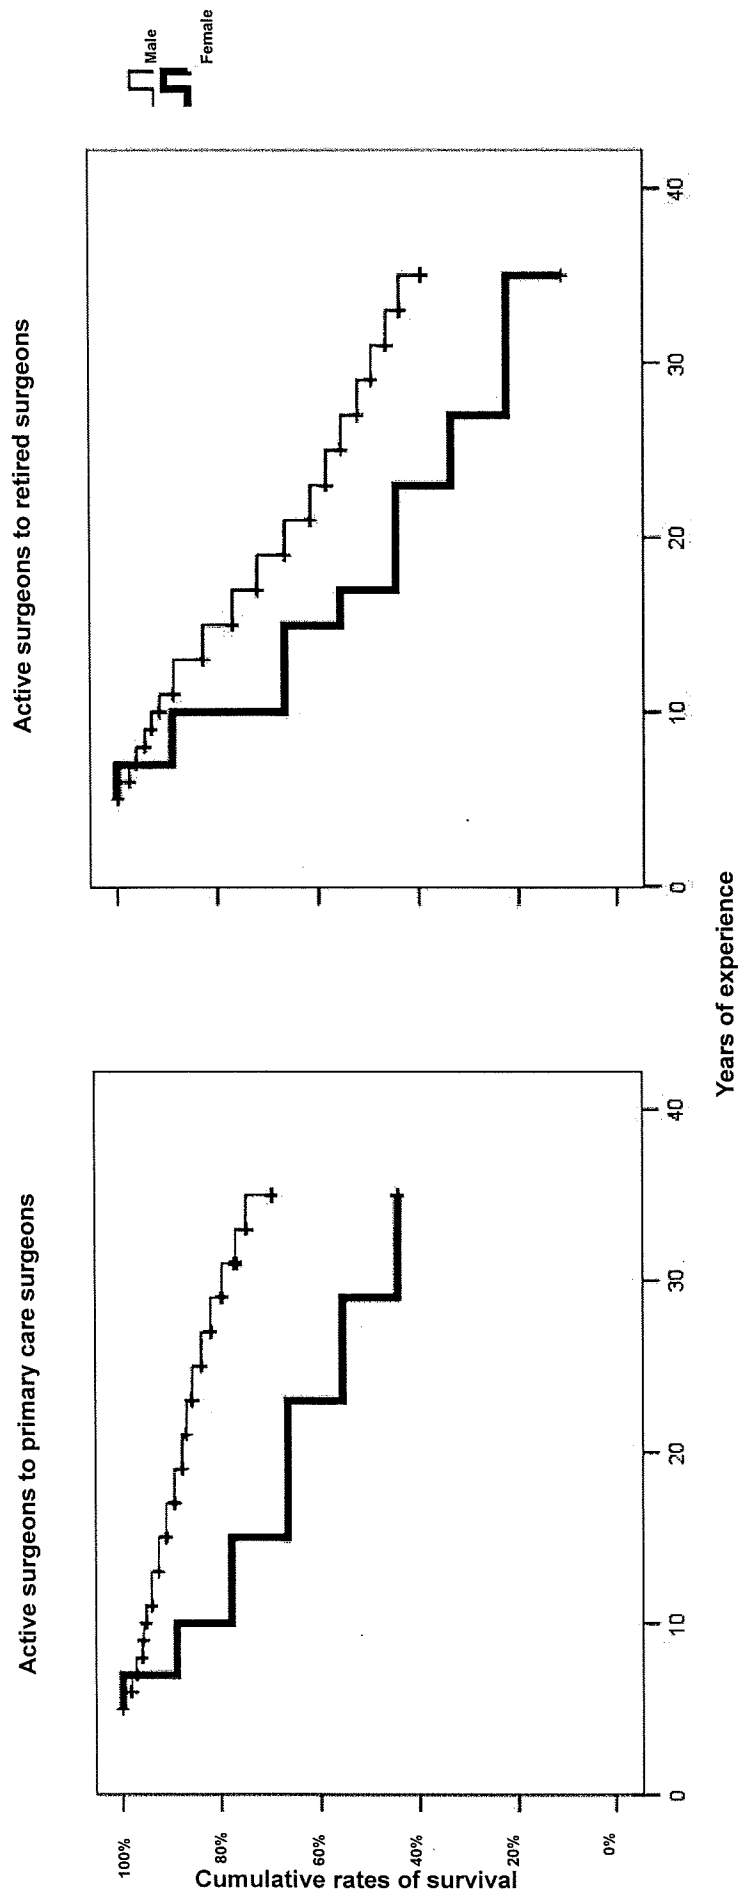 Active surgeons to primary care surgeons
Active surgeons to retired surgeons
Male
Female
100%
80%
60%
40%
20%
0%
Cumulative rates of survival
0
10
20
30
40
0
10
20
30
40
Years of experience